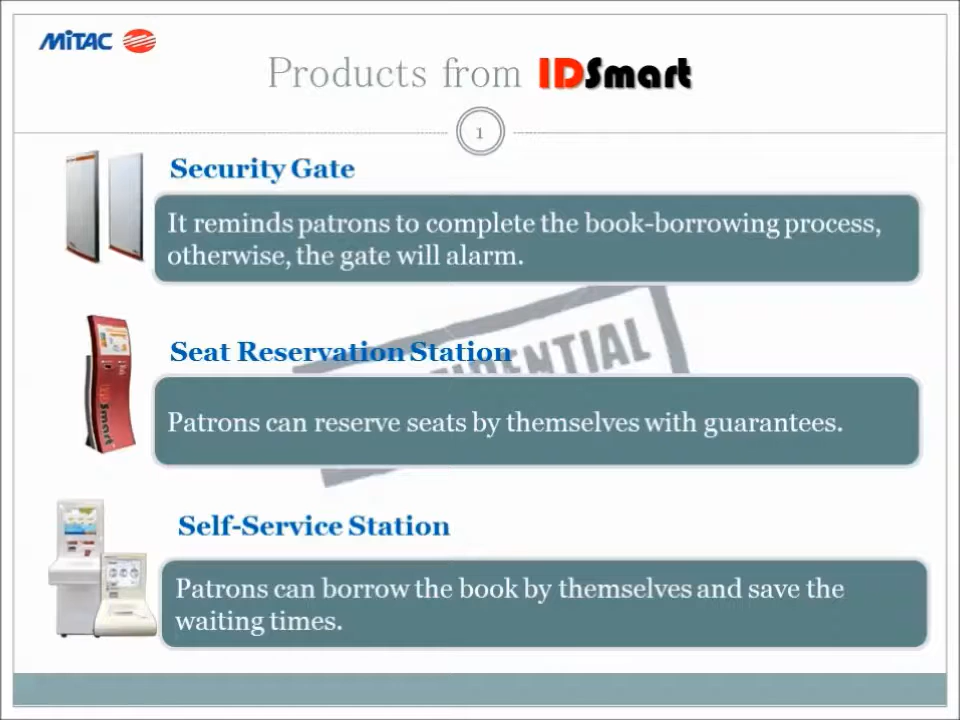 MiTAC
Products from IDSmart
1
Security Gate
It reminds patrons to complete the book-borrowing process,
otherwise, the gate will alarm.
Seat Reservation Station
Patrons can reserve seats by themselves with guarantees.
IDSmart
Self-Service Station
Patrons can borrow the book by themselves and save the
waiting times.